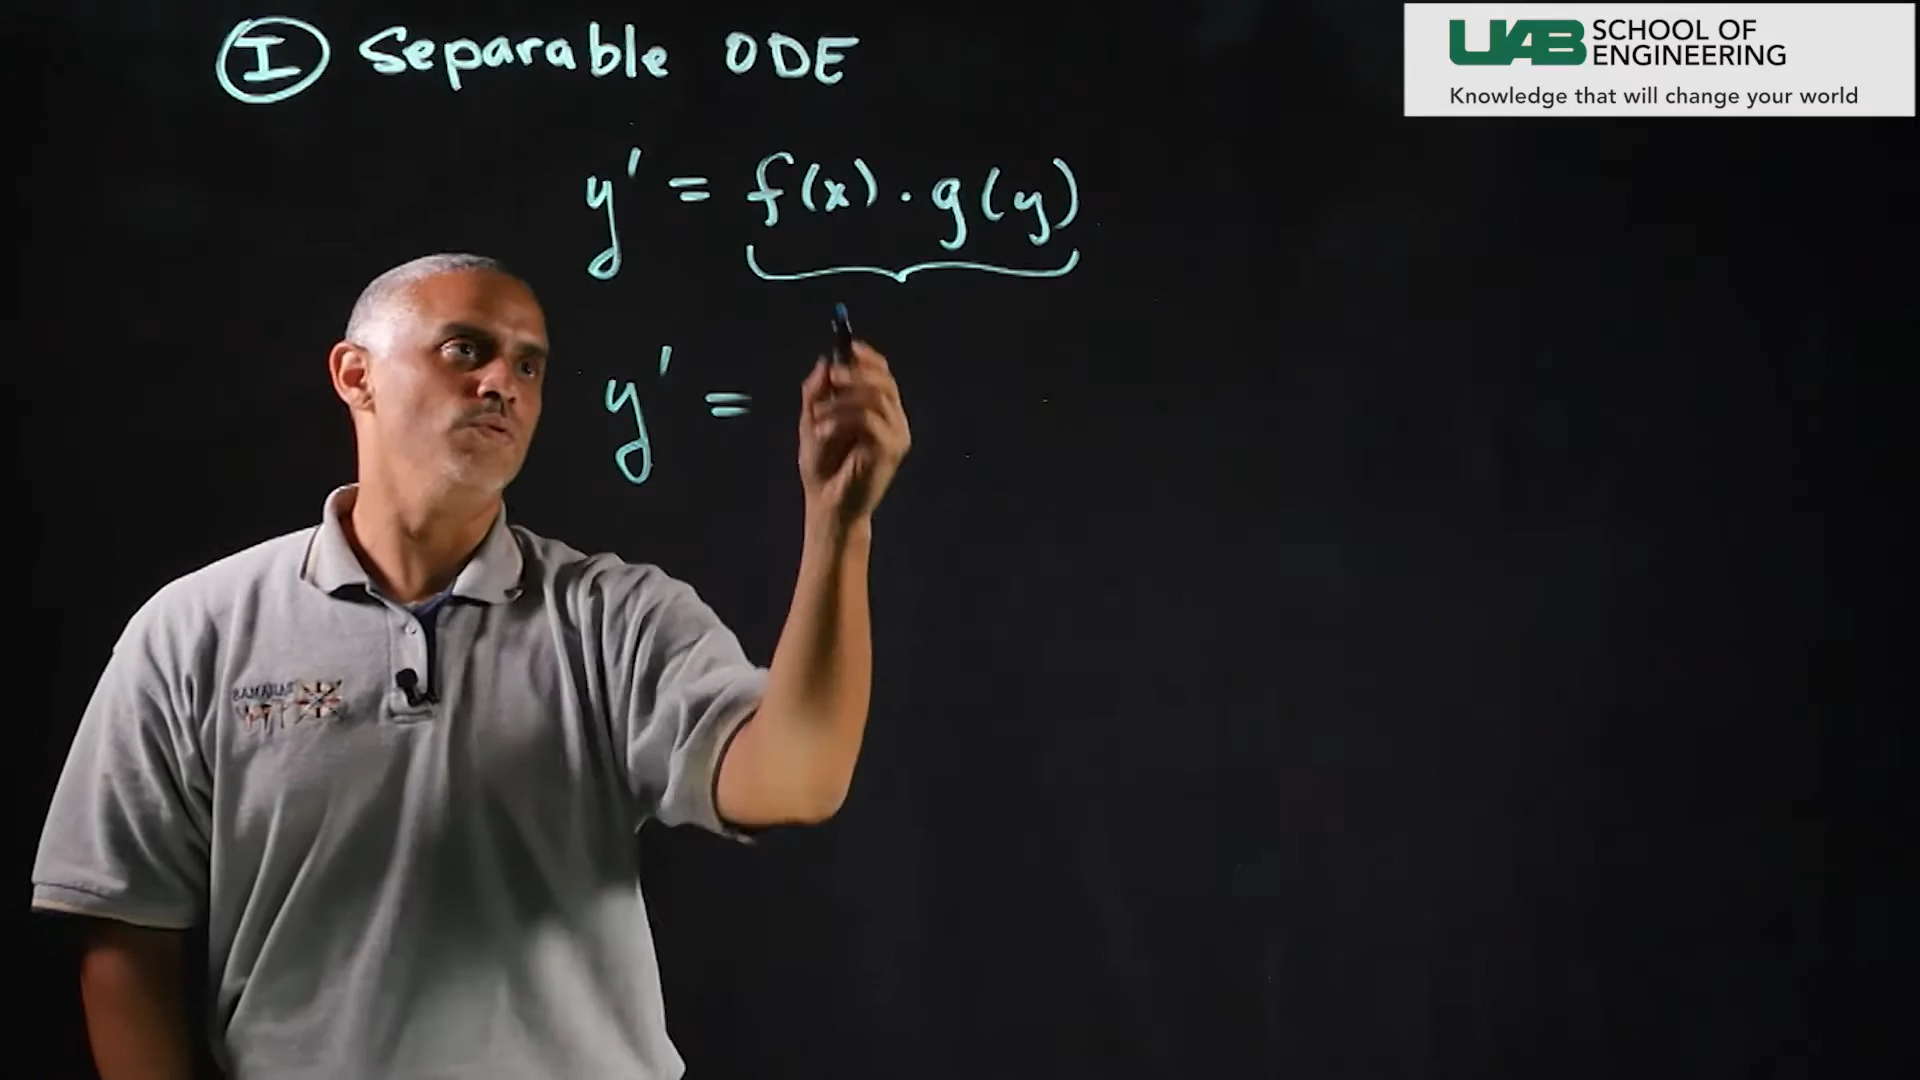 I Separable ODE
UAB SCHOOL OF ENGINEERING
Knowledge that will change your world
y' = f(x) · g(y)
y' =